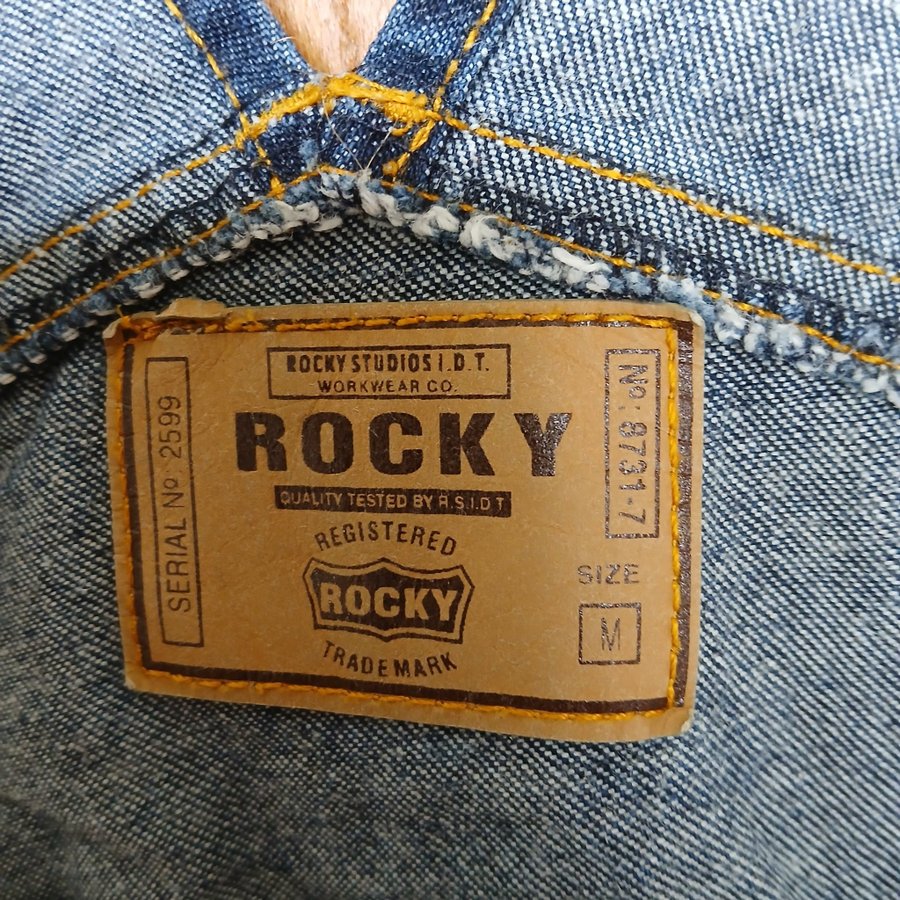 ROCKY STUDIOS I.D.T.
WORKWEAR CO.
ROCKY
QUALITY TESTED BY R.S.I.D.T
REGISTERED
ROCKY
TRADEMARK
SERIAL No: 2599
No: 8731-7
SIZE
M